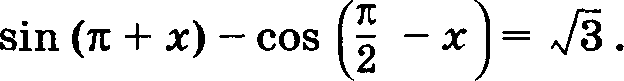 sin (π + x) − cos (π/2 − x) = √3 .